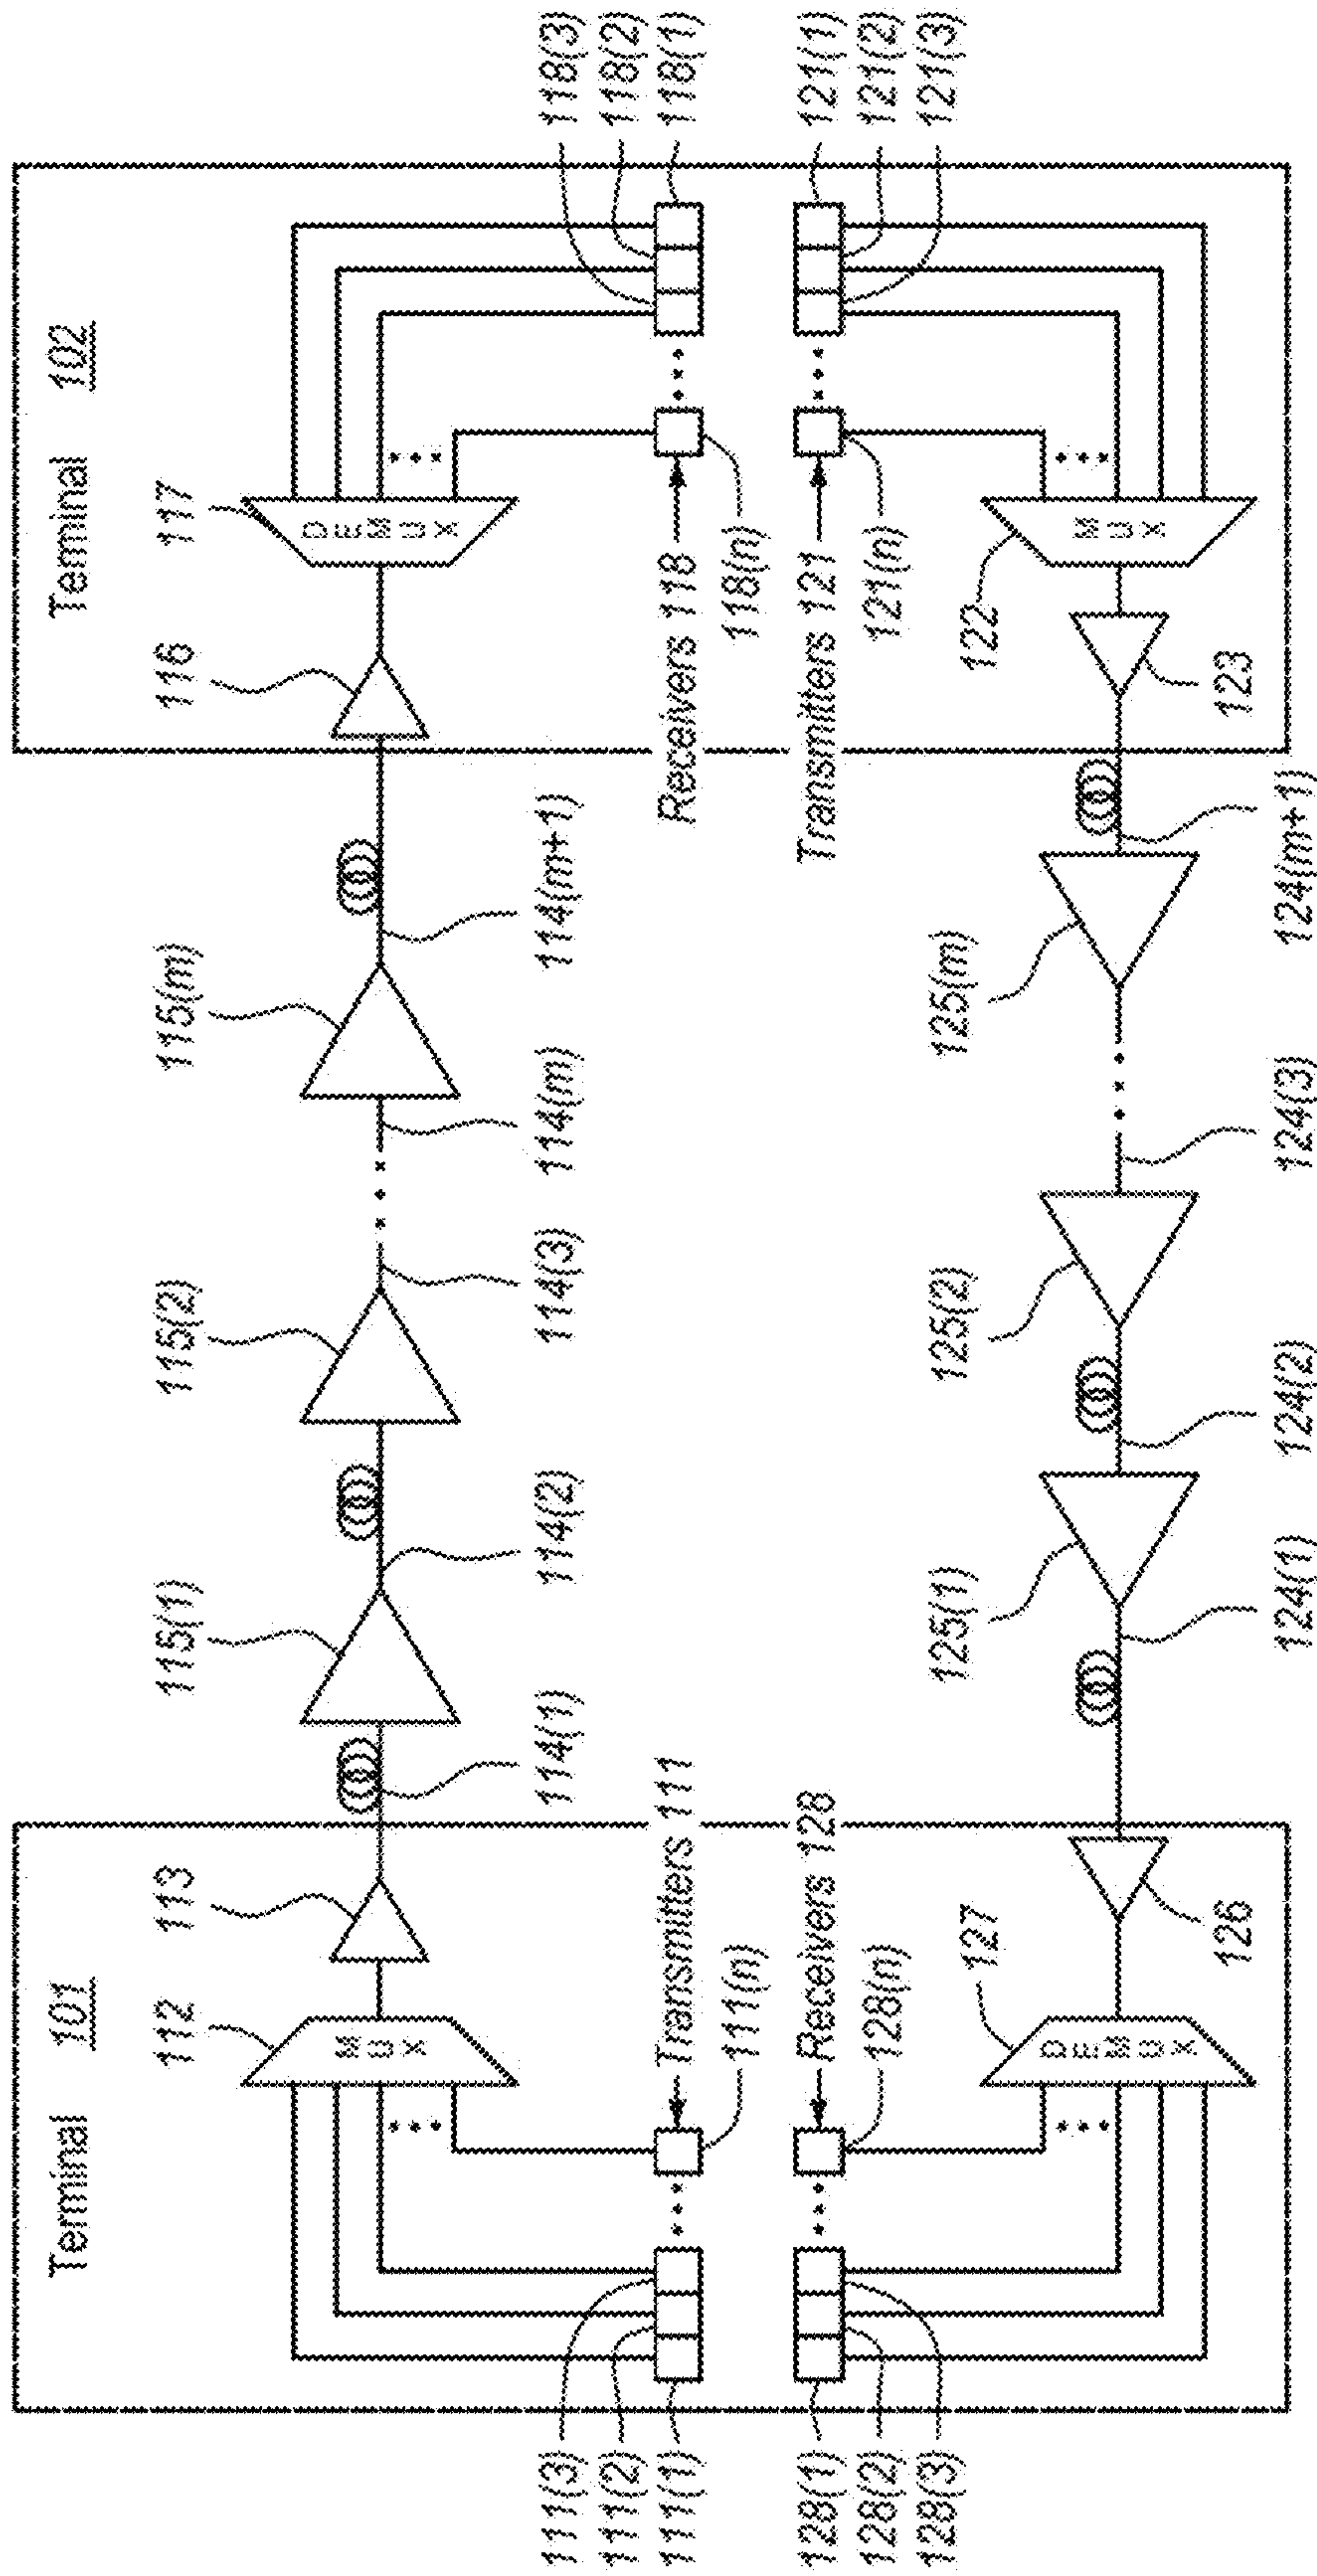 Terminal 101
Terminal 102
112
113
115(1)
115(2)
115(m)
116
117
MUX
DEMUX
111(3)
111(2)
111(1)
114(1)
114(2)
114(3)
114(m)
114(m+1)
118(3)
118(2)
118(1)
Transmitters 111
111(n)
Receivers 118
118(n)
Receivers 128
128(n)
Transmitters 121
121(n)
128(1)
128(2)
128(3)
121(1)
121(2)
121(3)
127
125(1)
125(2)
125(m)
122
DEMUX
MUX
126
124(1)
124(2)
124(3)
124(m+1)
123